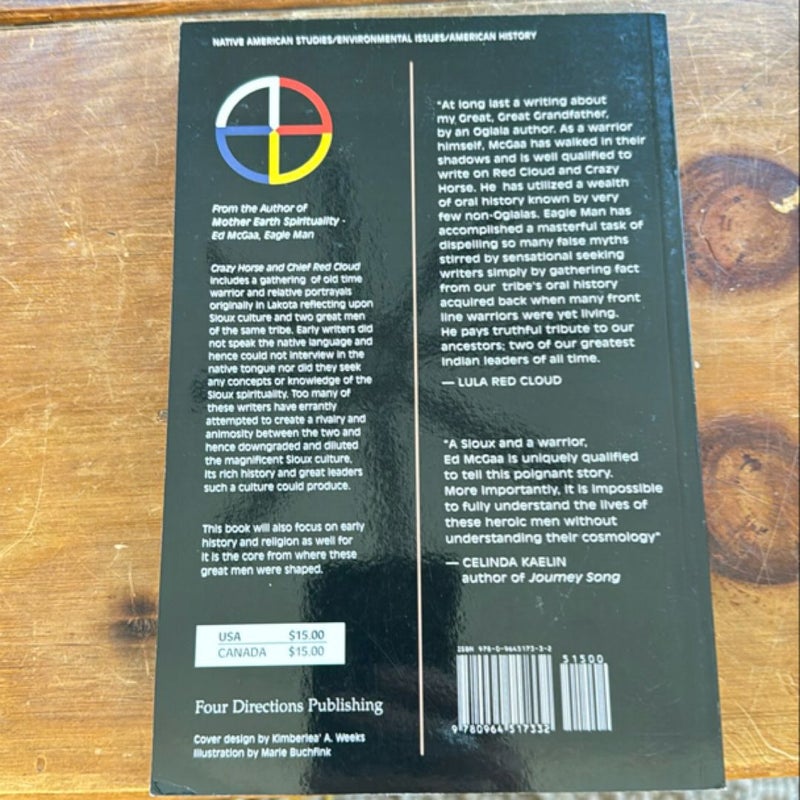 NATIVE AMERICAN STUDIES/ENVIRONMENTAL ISSUES/AMERICAN HISTORY
From the Author of
Mother Earth Spirituality -
Ed McGaa, Eagle Man
Crazy Horse and Chief Red Cloud
includes a gathering of old time
warrior and relative portrayals
originally in Lakota reflecting upon
Sioux culture and two great men
of the same tribe. Early writers did
not speak the native language and
hence could not interview in the
native tongue nor did they seek
any concepts or knowledge of the
Sioux spirituality. Too many of
these writers have errantly
attempted to create a rivalry and
animosity between the two and
hence downgraded and diluted
the magnificent Sioux culture,
its rich history and great leaders
such a culture could produce.
This book will also focus on early
history and religion as well for
it is the core from where these
great men were shaped.
USA $15.00
CANADA $15.00
Four Directions Publishing
Cover design by Kimberlea' A. Weeks
Illustration by Marie Buchfink
"At long last a writing about
my Great, Great Grandfather,
by an Oglala author. As a warrior
himself, McGaa has walked in their
shadows and is well qualified to
write on Red Cloud and Crazy
Horse. He has utilized a wealth
of oral history known by very
few non-Oglalas. Eagle Man has
accomplished a masterful task of
dispelling so many false myths
stirred by sensational seeking
writers simply by gathering fact
from our tribe's oral history
acquired back when many front
line warriors were yet living.
He pays truthful tribute to our
ancestors; two of our greatest
Indian leaders of all time.
— LULA RED CLOUD
"A Sioux and a warrior,
Ed McGaa is uniquely qualified
to tell this poignant story.
More importantly, it is impossible
to fully understand the lives of
these heroic men without
understanding their cosmology"
— CELINDA KAELIN
author of Journey Song
ISBN 978-0-9645173-3-2
51500
9 780964 517332